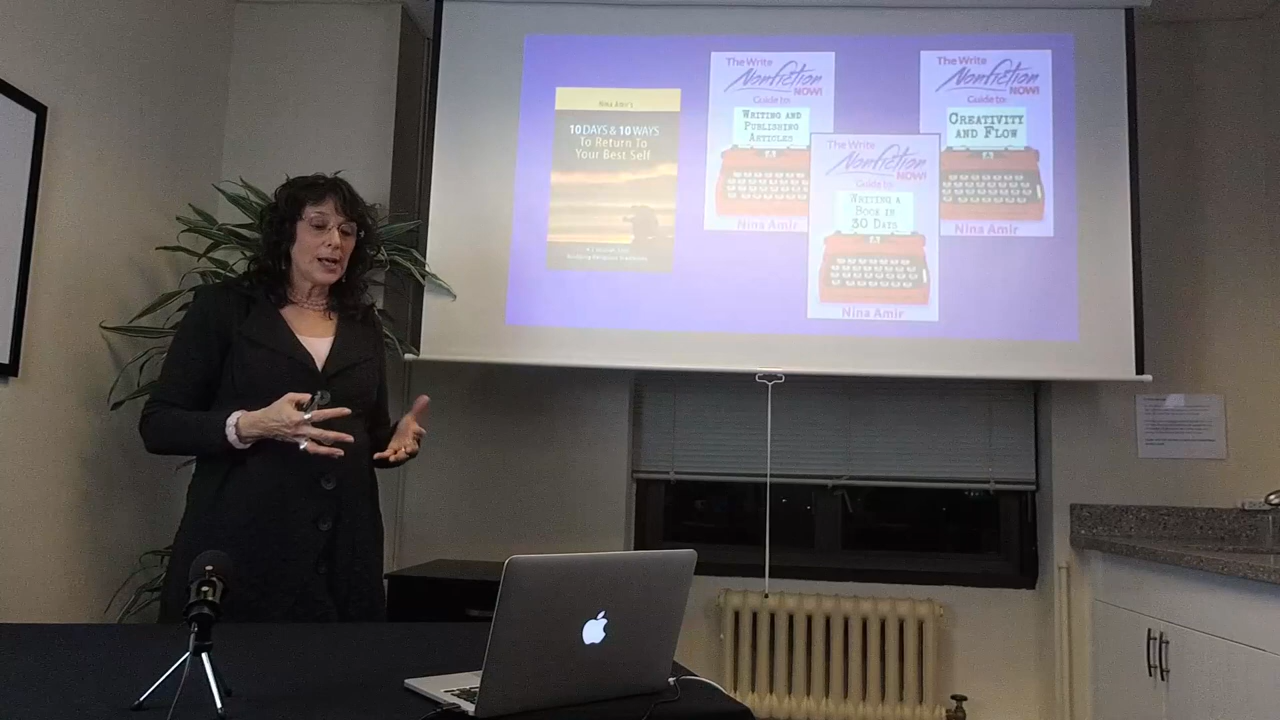 Nina Amir's
10 DAYS & 10 WAYS
To Return To
Your Best Self
The Write
Nonfiction
NOW!
Guide to:
WRITING AND
PUBLISHING
ARTICLES
Nina Amir
The Write
Nonfiction
NOW!
Guide to:
WRITING A
BOOK IN
30 DAYS
Nina Amir
The Write
Nonfiction
NOW!
Guide to:
CREATIVITY
AND FLOW
Nina Amir